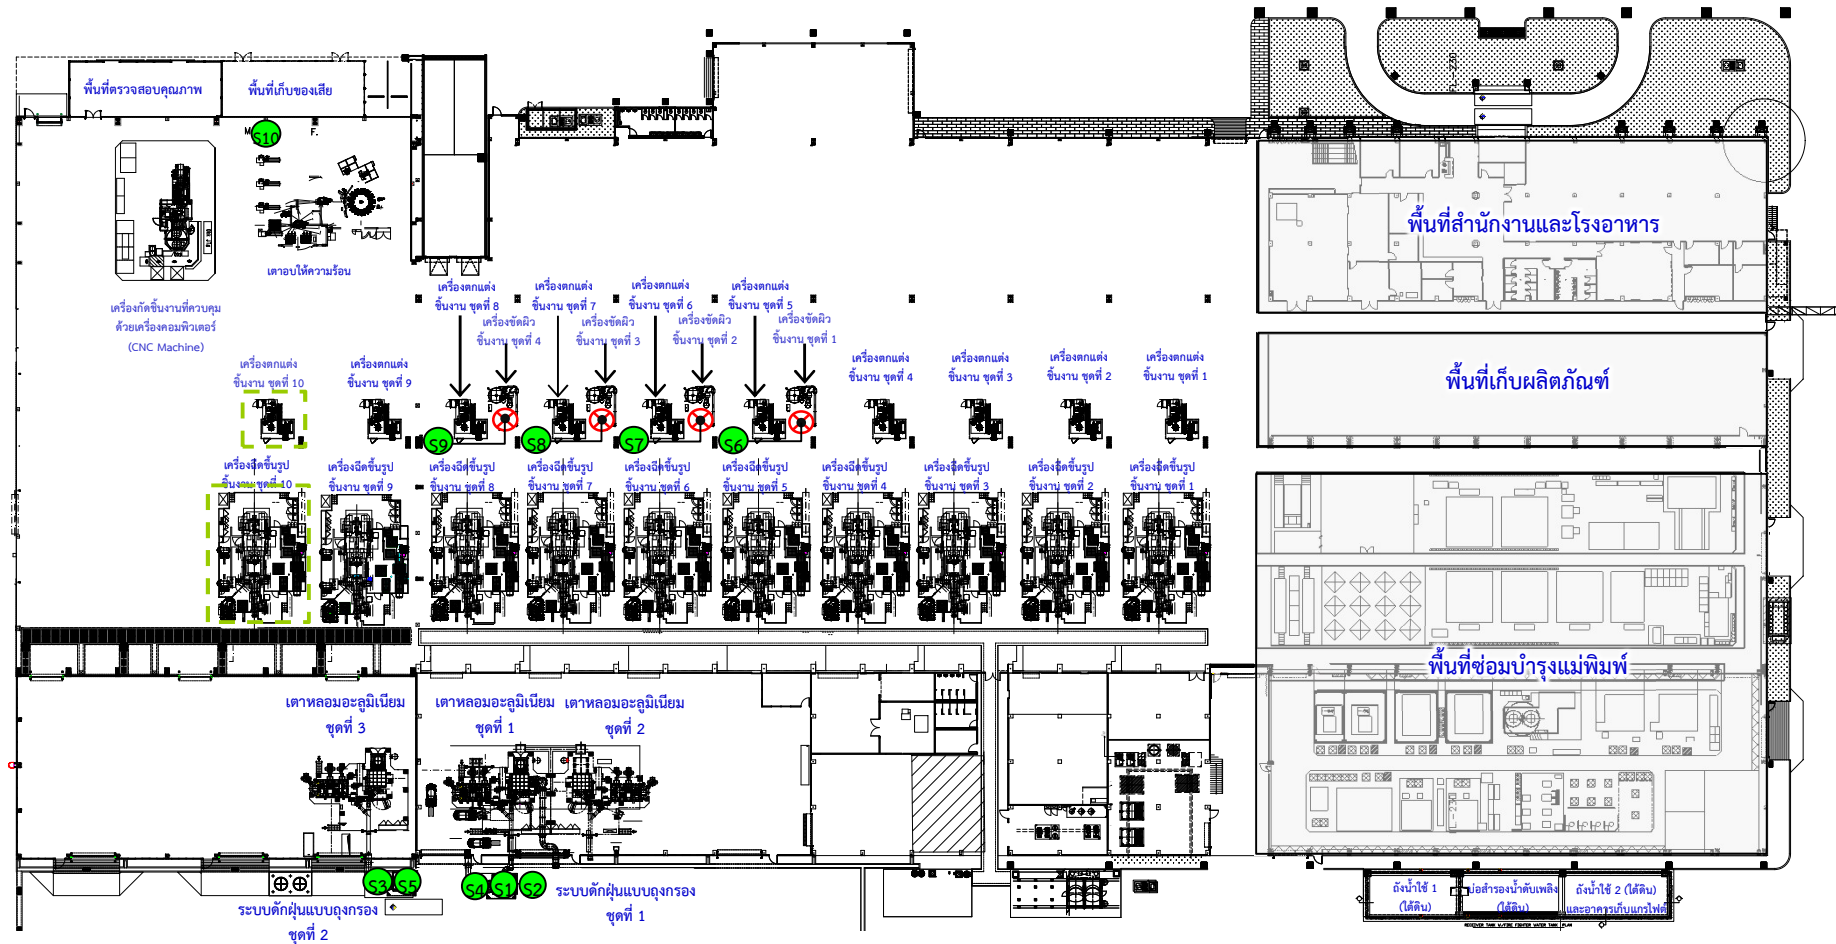 พื้นที่ตรวจสอบคุณภาพ
พื้นที่เก็บของเสีย
M
F.
S10
FL-230
พื้นที่สำนักงานและโรงอาหาร
เตาอบให้ความร้อน
เครื่องกัดชิ้นงานที่ควบคุม
ด้วยเครื่องคอมพิวเตอร์
(CNC Machine)
เครื่องตกแต่ง
ชิ้นงาน ชุดที่ 8
เครื่องตกแต่ง
ชิ้นงาน ชุดที่ 7
เครื่องตกแต่ง
ชิ้นงาน ชุดที่ 6
เครื่องตกแต่ง
ชิ้นงาน ชุดที่ 5
เครื่องขัดผิว
ชิ้นงาน ชุดที่ 4
เครื่องขัดผิว
ชิ้นงาน ชุดที่ 3
เครื่องขัดผิว
ชิ้นงาน ชุดที่ 2
เครื่องขัดผิว
ชิ้นงาน ชุดที่ 1
เครื่องตกแต่ง
ชิ้นงาน ชุดที่ 10
เครื่องตกแต่ง
ชิ้นงาน ชุดที่ 9
เครื่องตกแต่ง
ชิ้นงาน ชุดที่ 4
เครื่องตกแต่ง
ชิ้นงาน ชุดที่ 3
เครื่องตกแต่ง
ชิ้นงาน ชุดที่ 2
เครื่องตกแต่ง
ชิ้นงาน ชุดที่ 1
พื้นที่เก็บผลิตภัณฑ์
S9
S8
S7
S6
เครื่องฉีดขึ้นรูป
ชิ้นงาน ชุดที่ 10
เครื่องฉีดขึ้นรูป
ชิ้นงาน ชุดที่ 9
เครื่องฉีดขึ้นรูป
ชิ้นงาน ชุดที่ 8
เครื่องฉีดขึ้นรูป
ชิ้นงาน ชุดที่ 7
เครื่องฉีดขึ้นรูป
ชิ้นงาน ชุดที่ 6
เครื่องฉีดขึ้นรูป
ชิ้นงาน ชุดที่ 5
เครื่องฉีดขึ้นรูป
ชิ้นงาน ชุดที่ 4
เครื่องฉีดขึ้นรูป
ชิ้นงาน ชุดที่ 3
เครื่องฉีดขึ้นรูป
ชิ้นงาน ชุดที่ 2
เครื่องฉีดขึ้นรูป
ชิ้นงาน ชุดที่ 1
พื้นที่ซ่อมบำรุงแม่พิมพ์
เตาหลอมอะลูมิเนียม
ชุดที่ 3
เตาหลอมอะลูมิเนียม
ชุดที่ 1
เตาหลอมอะลูมิเนียม
ชุดที่ 2
S3
S5
S4
S1
S2
ระบบดักฝุ่นแบบถุงกรอง
ชุดที่ 2
ระบบดักฝุ่นแบบถุงกรอง
ชุดที่ 1
ถังน้ำใช้ 1
(ใต้ดิน)
บ่อสำรองน้ำดับเพลิง
(ใต้ดิน)
ถังน้ำใช้ 2 (ใต้ดิน)
และอาคารเก็บแกรไฟต์